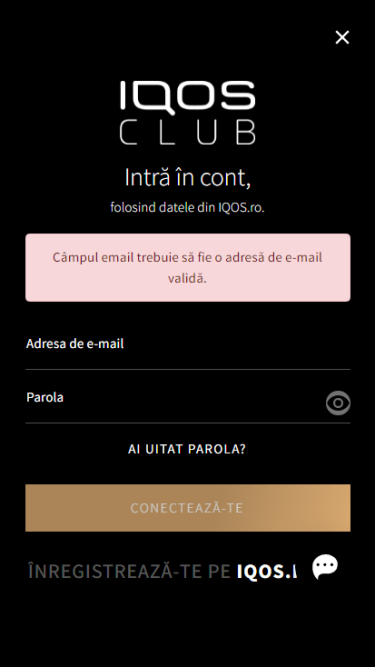 IQOS
CLUB
Intră în cont,
folosind datele din IQOS.ro.
Câmpul email trebuie să fie o adresă de e-mail
validă.
Adresa de e-mail
Parola
AI UITAT PAROLA?
CONECTEAZĂ-TE
ÎNREGISTREAZĂ-TE PE IQOS.